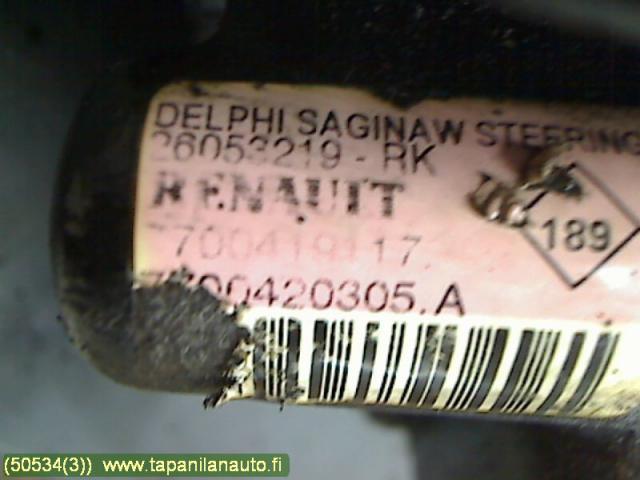 DELPHI SAGINAW STEERING
26053219 - RK
RENAULT
7700419117
189
7700420305.A
(50534(3)) www.tapanilanauto.fi